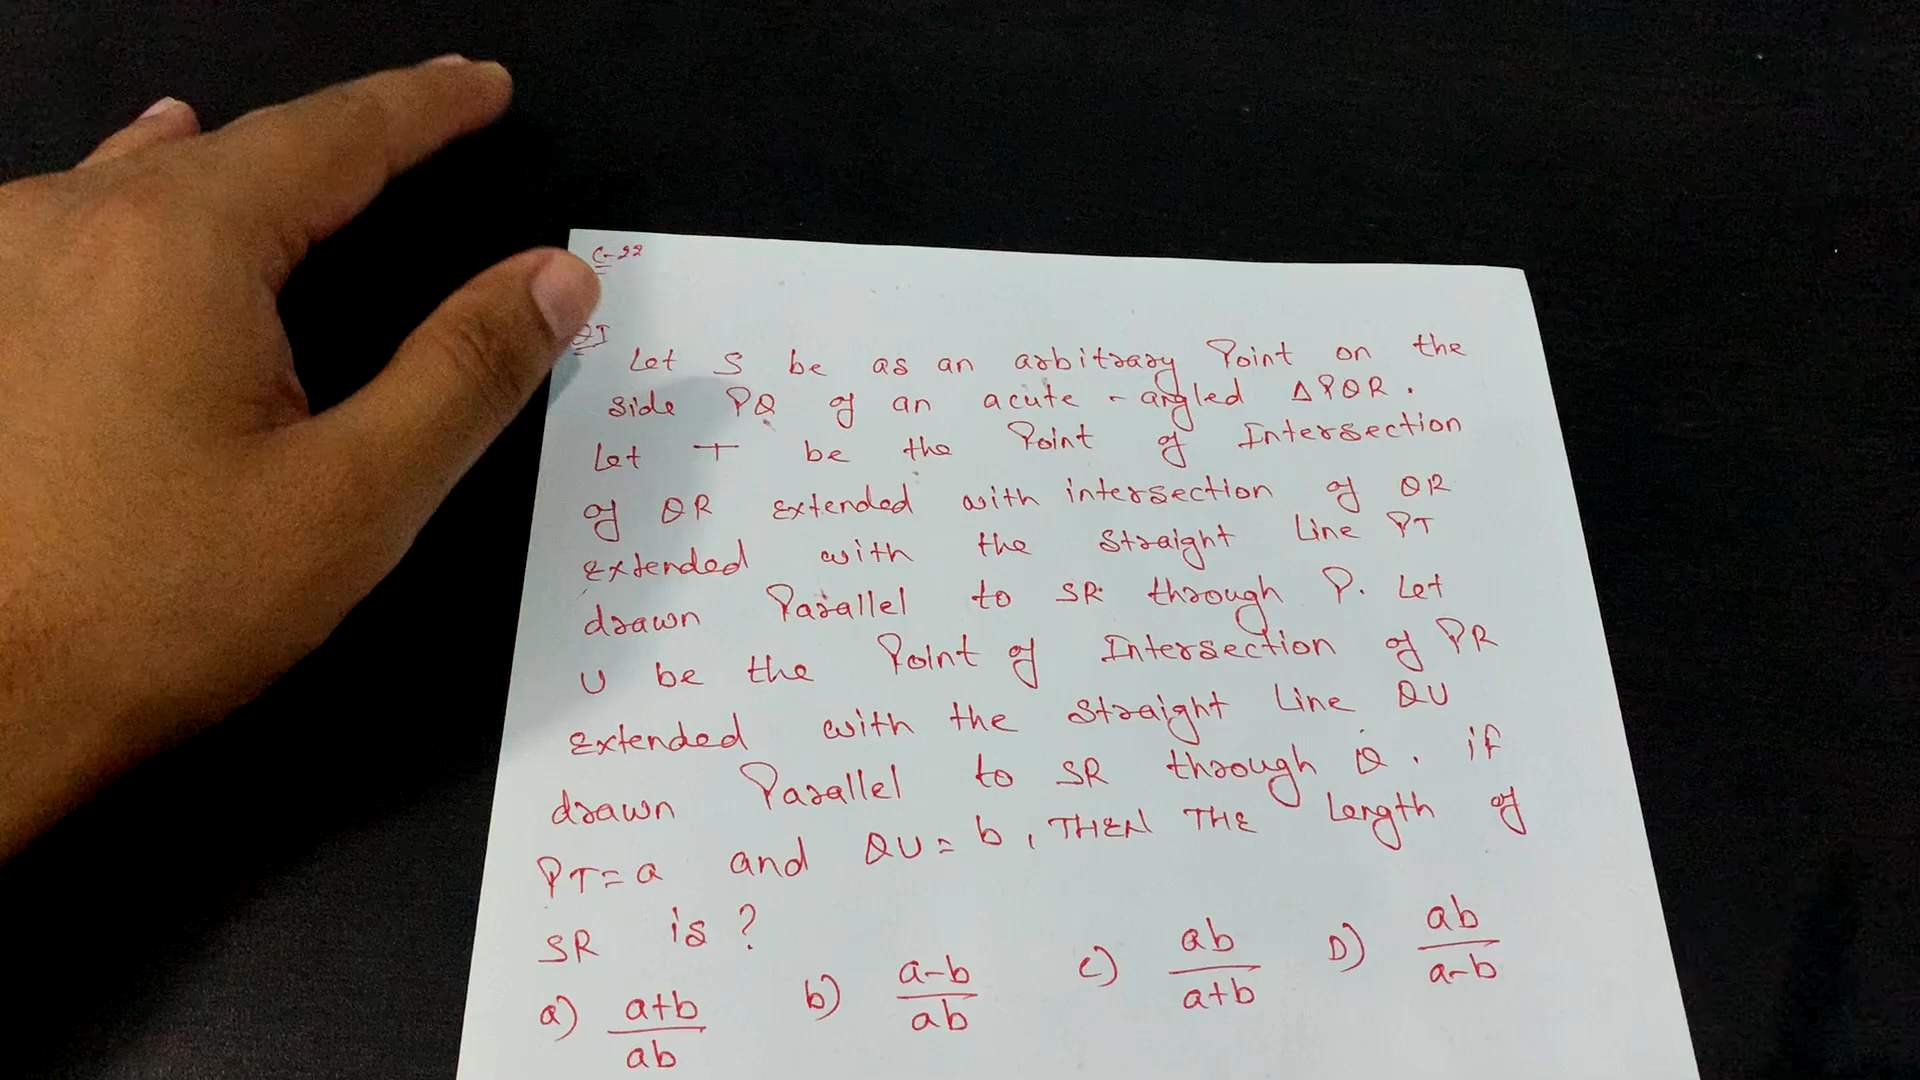 C-22
Q1
Let S be as an arbitrary Point on the
side PQ of an acute - angled △PQR.
Let T be the Point of Intersection
of QR extended with intersection of QR
extended with the straight Line PT
drawn Parallel to SR through P. Let
U be the Point of Intersection of PR
extended with the straight Line QU
drawn Parallel to SR through Q. if
PT = a and QU = b, THEN THE Length of
SR is ?
a) a+b/ab b) a-b/ab c) ab/a+b D) ab/a-b